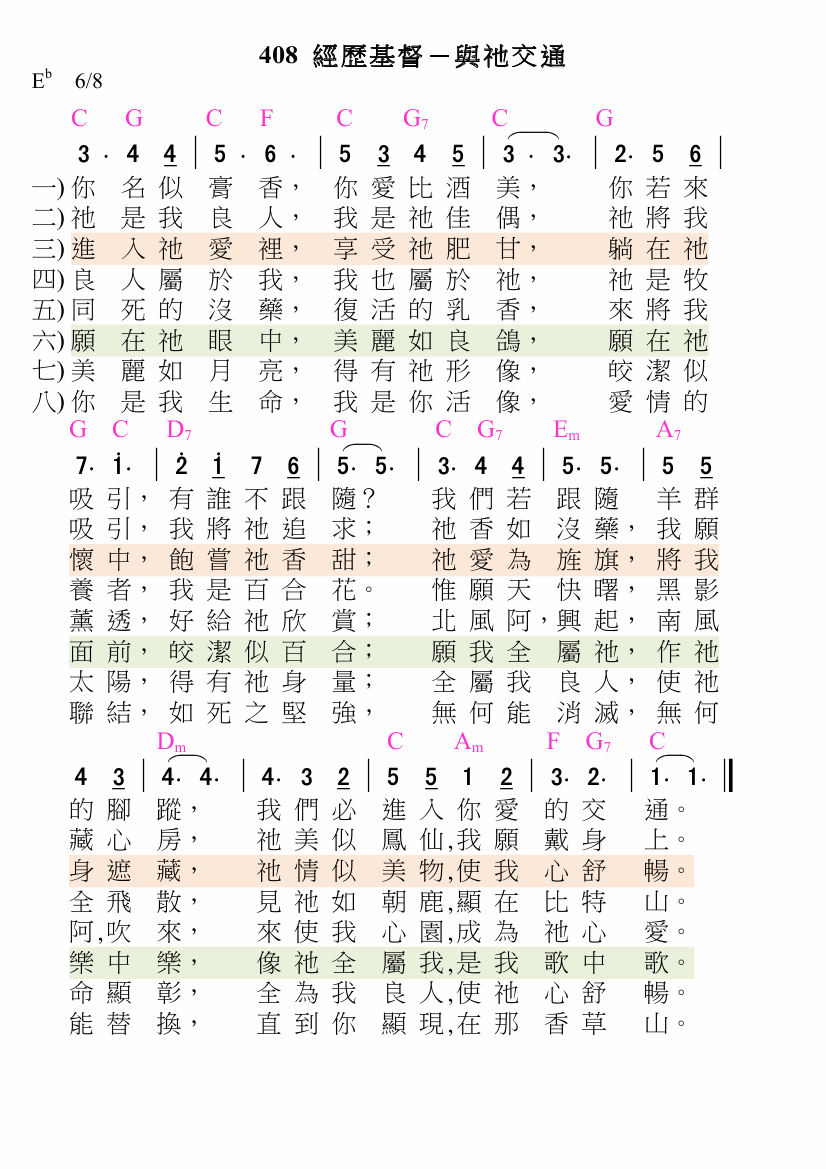 408 經歷基督－與祂交通
E♭ 6/8
C G C F C G7 C G
3· 4 4 | 5· 6· | 5 3 4 5 | 3· 3· | 2· 5 6 |
一) 你名似膏香，你愛比酒美，你若來
二) 祂是我良人，我是祂佳偶，祂將我
三) 進入祂愛裡，享受祂肥甘，躺在祂
四) 良人屬於我，我也屬於祂，祂是牧
五) 同死的沒藥，復活的乳香，來將我
六) 願在祂眼中，美麗如良鴿，願在祂
七) 美麗如月亮，得有祂形像，皎潔似
八) 你是我生命，我是你活像，愛情的
G C D7 G C G7 Em A7
7· 1̇· | 2̇ 1̇ 7 6 | 5· 5· | 3· 4 4 | 5· 5· | 5 5
吸引，有誰不跟隨？我們若跟隨 羊群
吸引，我將祂追求；祂香如沒藥，我願
懷中，飽嘗祂香甜；祂愛為旌旗，將我
養者，我是百合花。惟願天快曙，黑影
薰透，好給祂欣賞；北風阿，興起，南風
面前，皎潔似百合；願我全屬祂，作祂
太陽，得有祂身量；全屬我良人，使祂
聯結，如死之堅強，無何能消滅，無何
Dm C Am F G7 C
4 3 | 4· 4· | 4· 3 2 | 5 5 1 2 | 3· 2· | 1· 1· ‖
的腳蹤，我們必進入你愛的交通。
藏心房，祂美似鳳仙,我願戴身上。
身遮藏，祂情似美物,使我心舒暢。
全飛散，見祂如朝鹿,顯在比特山。
阿,吹來，來使我心園,成為祂心愛。
樂中樂，像祂全屬我,是我歌中歌。
命顯彰，全為我良人,使祂心舒暢。
能替換，直到你顯現,在那香草山。